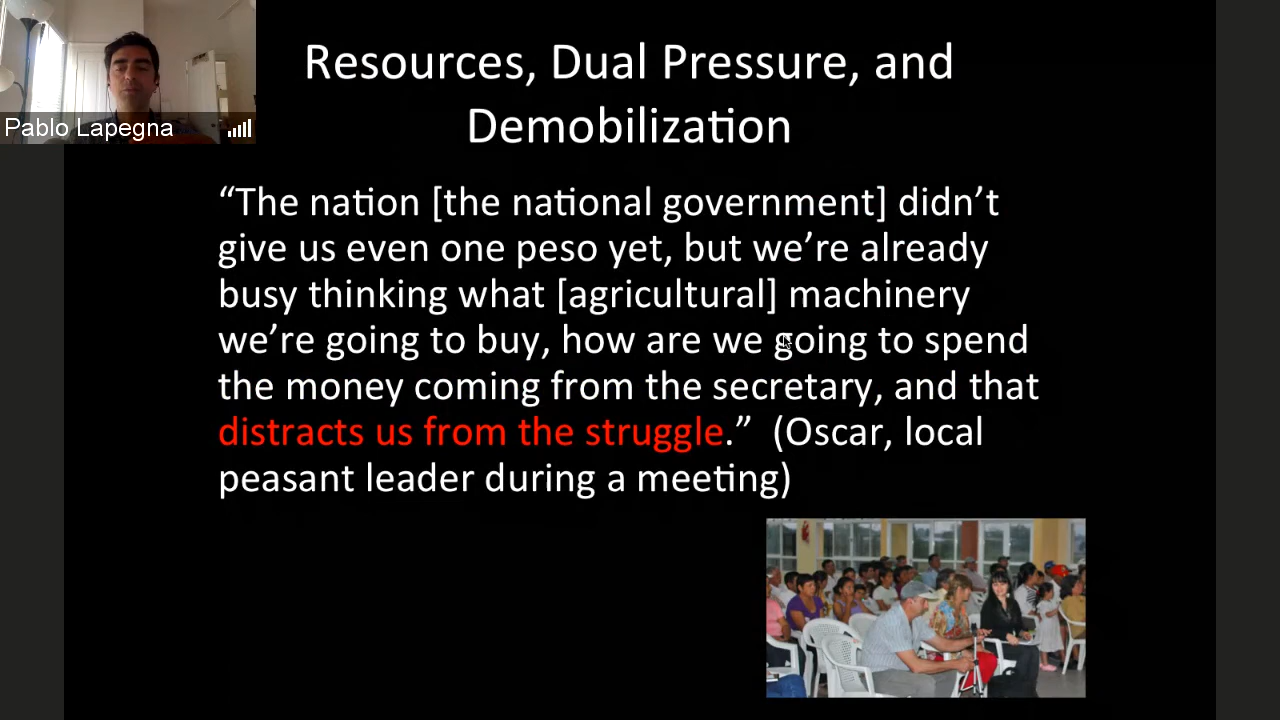 Pablo Lapegna
Resources, Dual Pressure, and
Demobilization
“The nation [the national government] didn’t
give us even one peso yet, but we’re already
busy thinking what [agricultural] machinery
we’re going to buy, how are we going to spend
the money coming from the secretary, and that
distracts us from the struggle.”  (Oscar, local
peasant leader during a meeting)